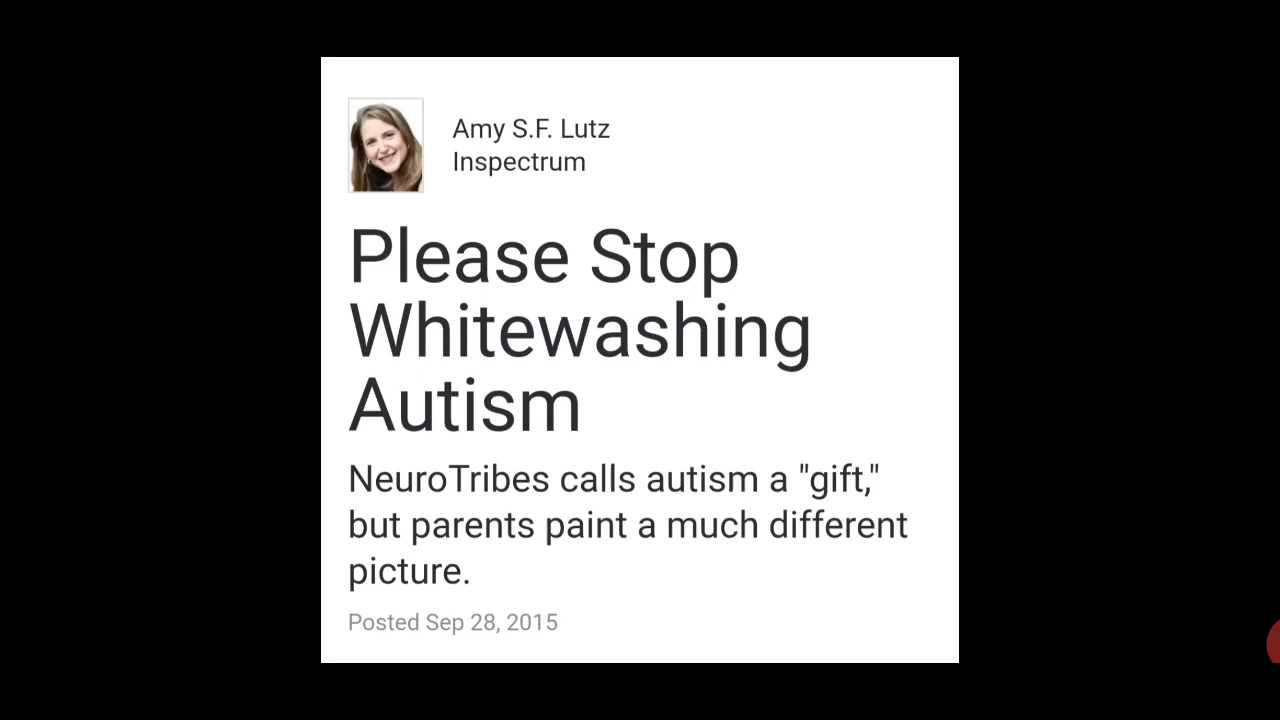 Amy S.F. Lutz
Inspectrum
Please Stop
Whitewashing
Autism
NeuroTribes calls autism a "gift,"
but parents paint a much different
picture.
Posted Sep 28, 2015